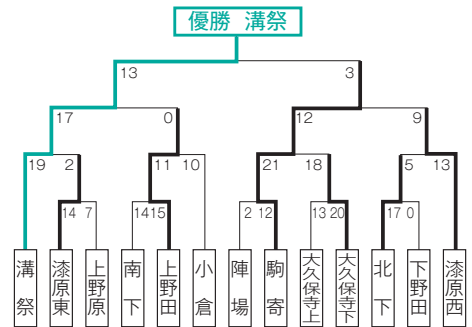 優勝 溝祭
13 3
17 0 12 9
19 2 11 10 21 18 5 13
14 7 14 15 2 12 13 20 17 0
溝祭
漆原東
上野原
南下
上野田
小倉
陣場
駒寄
大久保寺上
大久保寺下
北下
下野田
漆原西